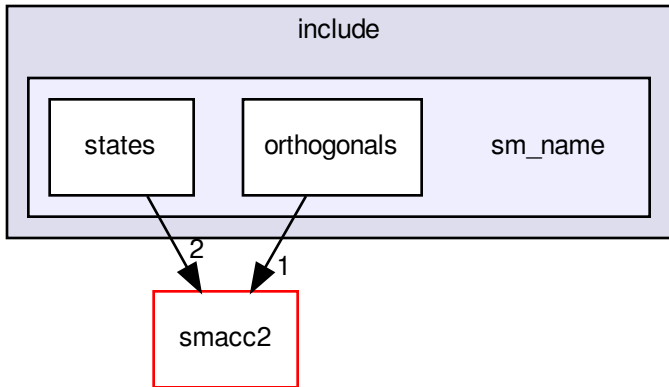 include
states
orthogonals
sm_name
2
1
smacc2